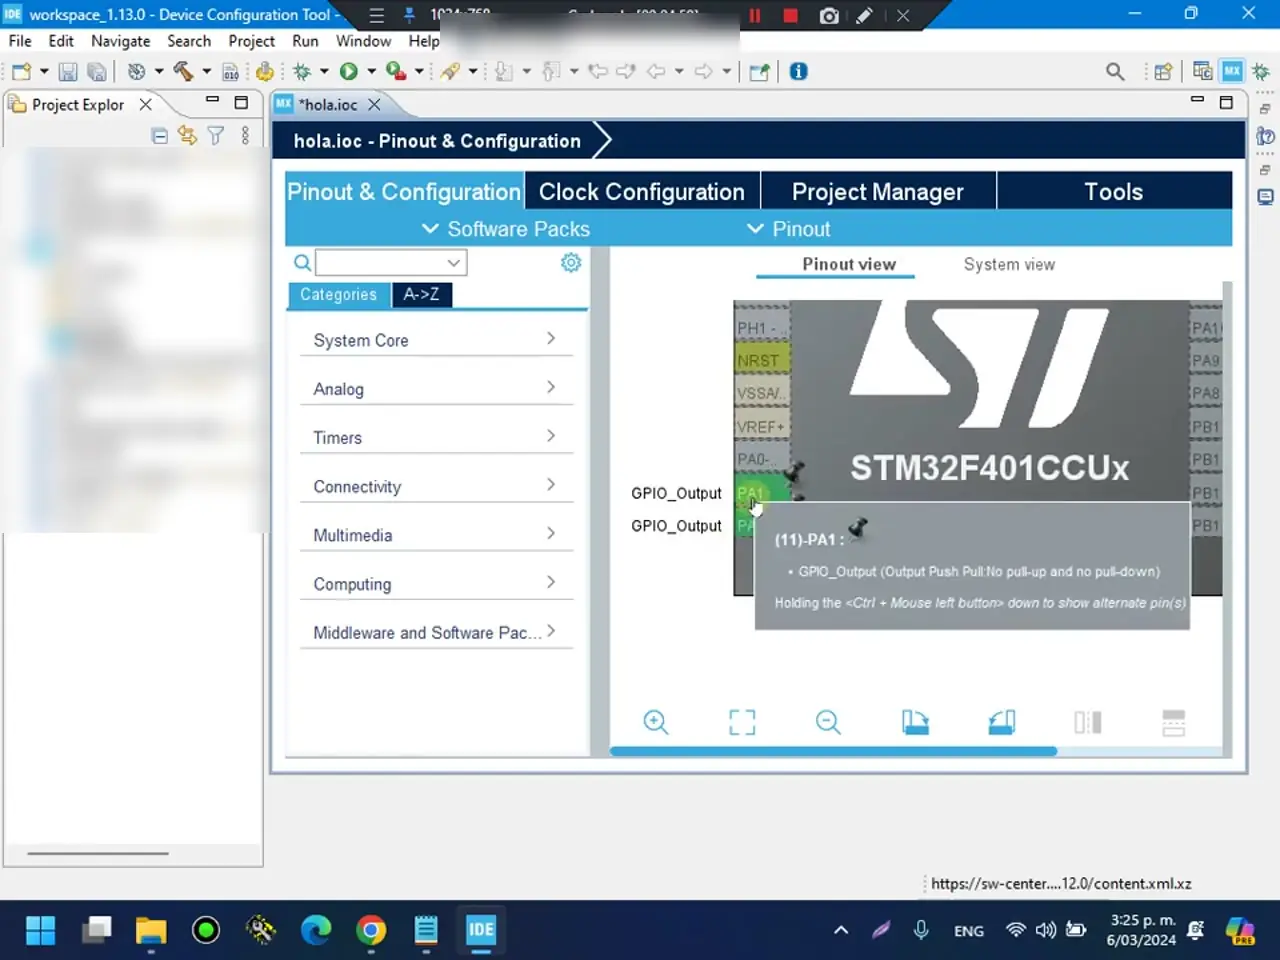 IDE workspace_1.13.0 - Device Configuration Tool -
File Edit Navigate Search Project Run Window Help
Project Explor
MX *hola.ioc
hola.ioc - Pinout & Configuration
Pinout & Configuration Clock Configuration Project Manager Tools
Software Packs Pinout
Pinout view System view
Categories A->Z
System Core
Analog
Timers
Connectivity
Multimedia
Computing
Middleware and Software Pac...
PH1 - ..
NRST
VSSA/..
VREF+
PA0-..
GPIO_Output PA1
GPIO_Output PA
STM32F401CCUx
PA1
PA9
PA8
PB1
PB1
PB1
PB1
(11)-PA1 :
• GPIO_Output (Output Push Pull:No pull-up and no pull-down)
Holding the <Ctrl + Mouse left button> down to show alternate pin(s)
https://sw-center....12.0/content.xml.xz
IDE
ENG
3:25 p. m.
6/03/2024
PRE